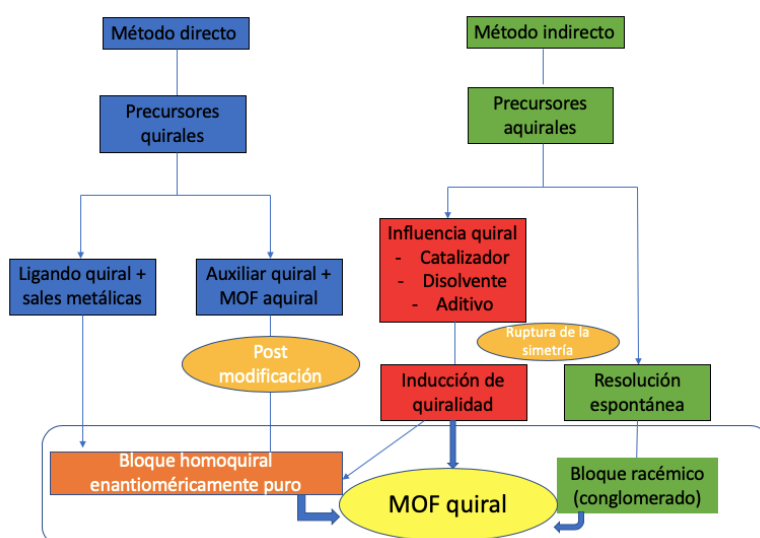 Método directo
Método indirecto
Precursores
quirales
Precursores
aquirales
Influencia quiral
- Catalizador
- Disolvente
- Aditivo
Ligando quiral +
sales metálicas
Auxiliar quiral +
MOF aquiral
Ruptura de la
simetría
Post
modificación
Inducción de
quiralidad
Resolución
espontánea
Bloque homoquiral
enantioméricamente puro
MOF quiral
Bloque racémico
(conglomerado)